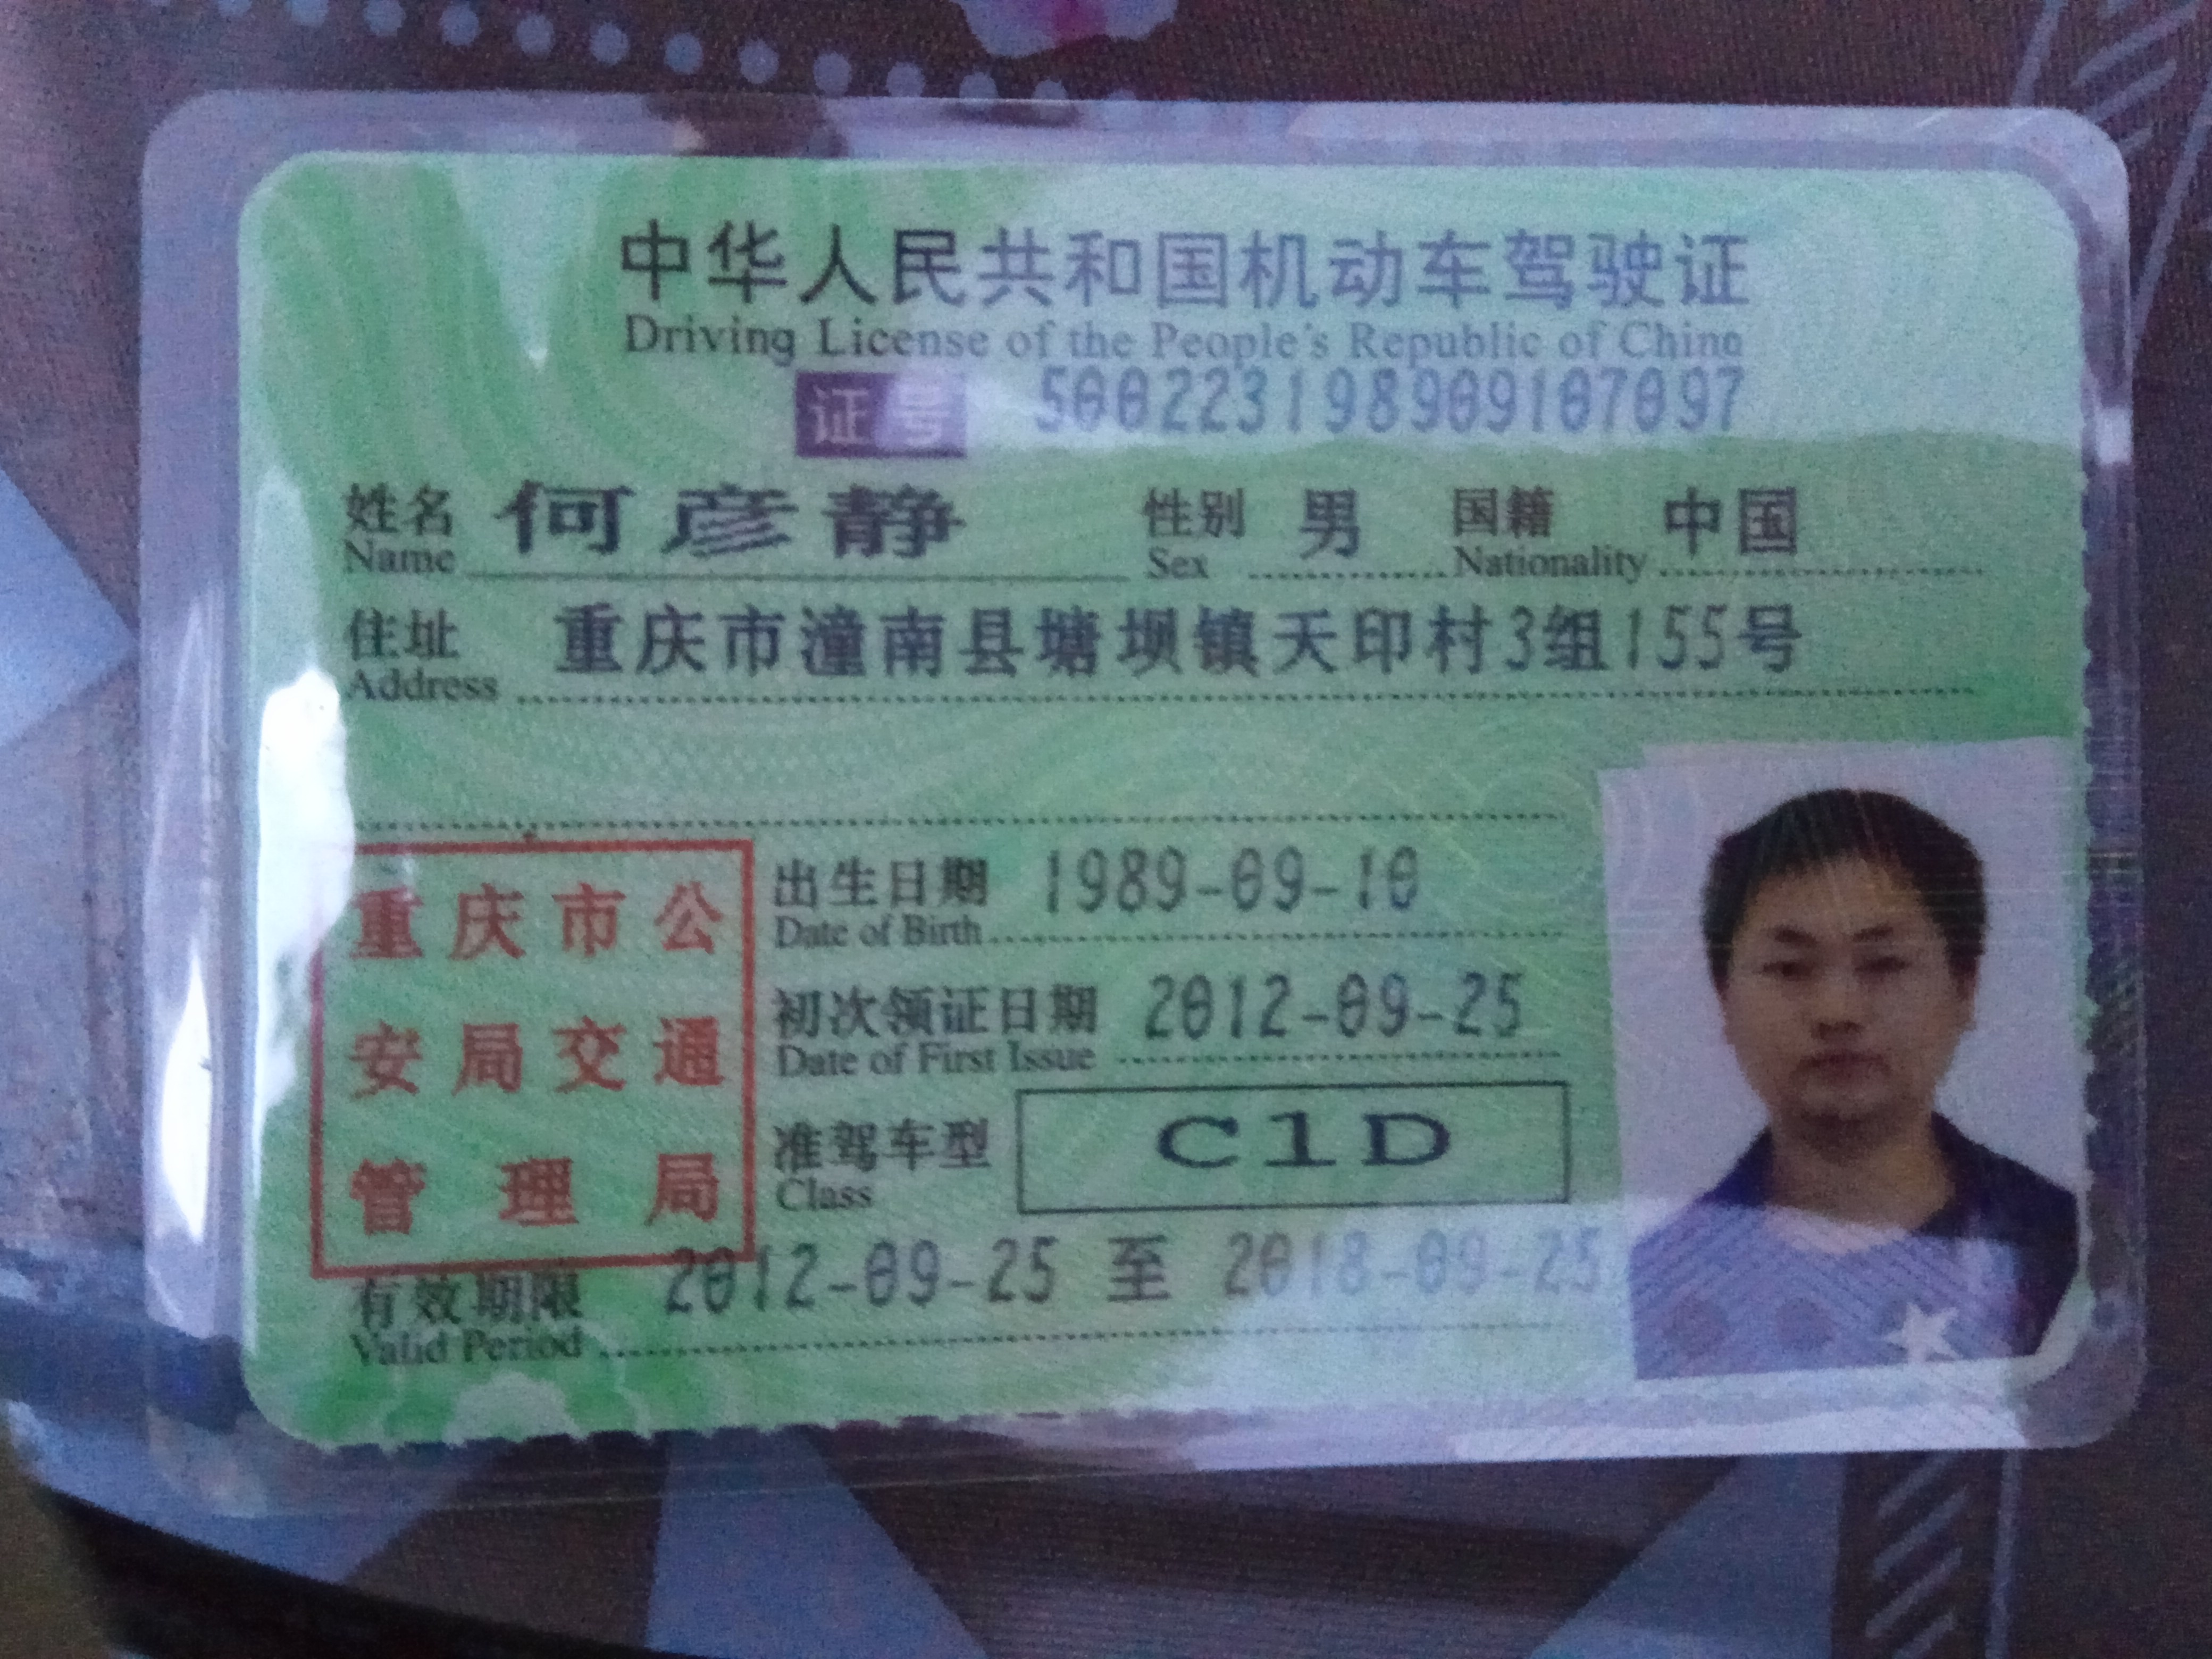 中华人民共和国机动车驾驶证
Driving License of the People's Republic of China
证号 500223198909107097
姓名 何彦静 性别 男 国籍 中国
Name Sex Nationality
住址 重庆市潼南县塘坝镇天印村3组155号
Address
重庆市公
安局交通
管理局
出生日期 1989-09-10
Date of Birth
初次领证日期 2012-09-25
Date of First Issue
准驾车型 C1D
Class
有效期限 2012-09-25 至 2018-09-25
Valid Period